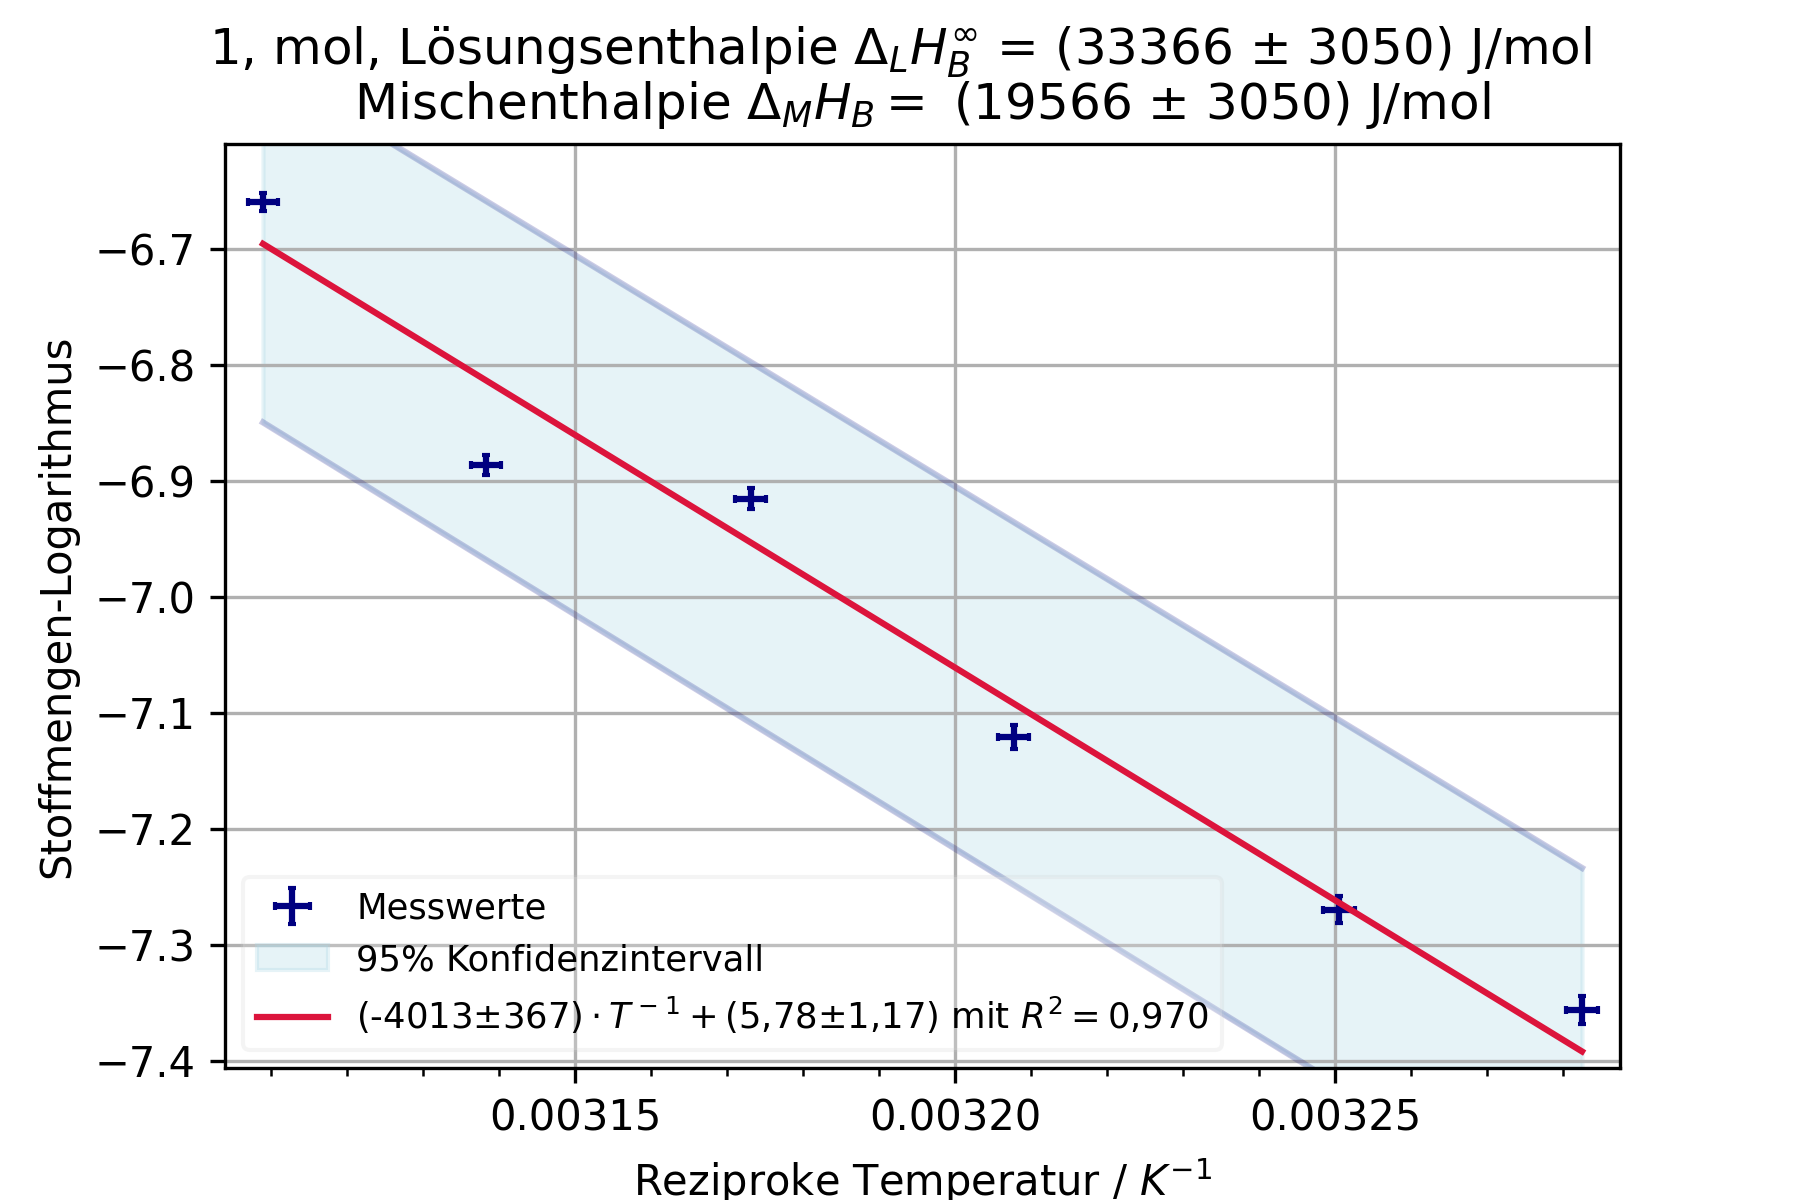 1, mol, Lösungsenthalpie Δ_L H_B^∞ = (33366 ± 3050) J/mol
Mischenthalpie Δ_M H_B = (19566 ± 3050) J/mol
−6.7
−6.8
−6.9
−7.0
−7.1
−7.2
−7.3
−7.4
Stoffmengen-Logarithmus
Messwerte
95% Konfidenzintervall
(-4013±367) · T^−1 + (5,78±1,17) mit R^2 = 0,970
0.00315 0.00320 0.00325
Reziproke Temperatur / K^−1